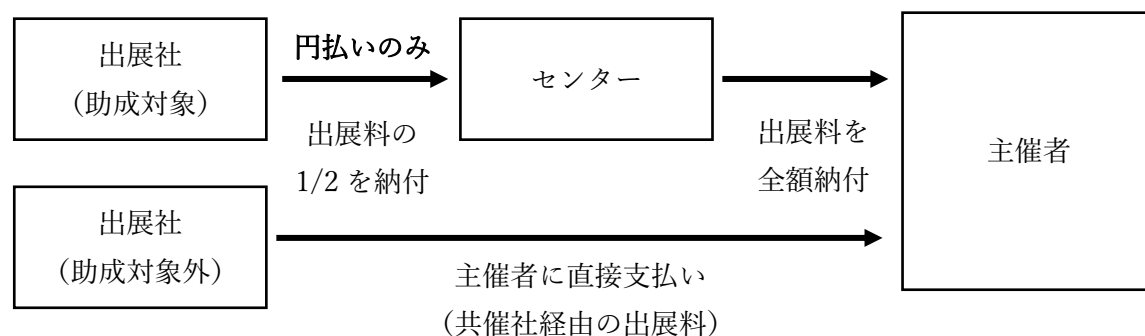 出展社
(助成対象)
円払いのみ
出展料の
1/2 を納付
センター
出展料を
全額納付
主催者
出展社
(助成対象外)
主催者に直接支払い
(共催社経由の出展料)